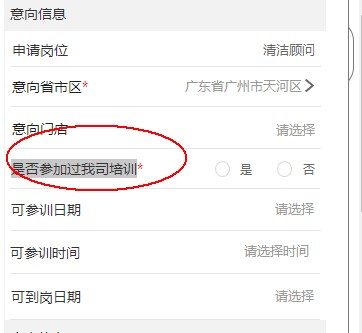 意向信息
申请岗位 清洁顾问
意向省市区* 广东省广州市天河区
意向门店 请选择
是否参加过我司培训* 是 否
可参训日期 请选择
可参训时间 请选择时间
可到岗日期 请选择